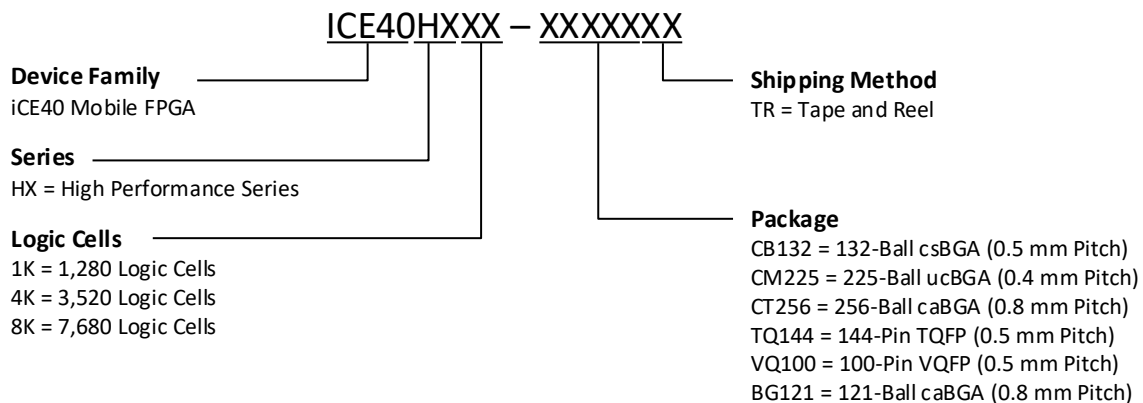 ICE40HXXX – XXXXXXX
Device Family
iCE40 Mobile FPGA
Series
HX = High Performance Series
Logic Cells
1K = 1,280 Logic Cells
4K = 3,520 Logic Cells
8K = 7,680 Logic Cells
Shipping Method
TR = Tape and Reel
Package
CB132 = 132-Ball csBGA (0.5 mm Pitch)
CM225 = 225-Ball ucBGA (0.4 mm Pitch)
CT256 = 256-Ball caBGA (0.8 mm Pitch)
TQ144 = 144-Pin TQFP (0.5 mm Pitch)
VQ100 = 100-Pin VQFP (0.5 mm Pitch)
BG121 = 121-Ball caBGA (0.8 mm Pitch)